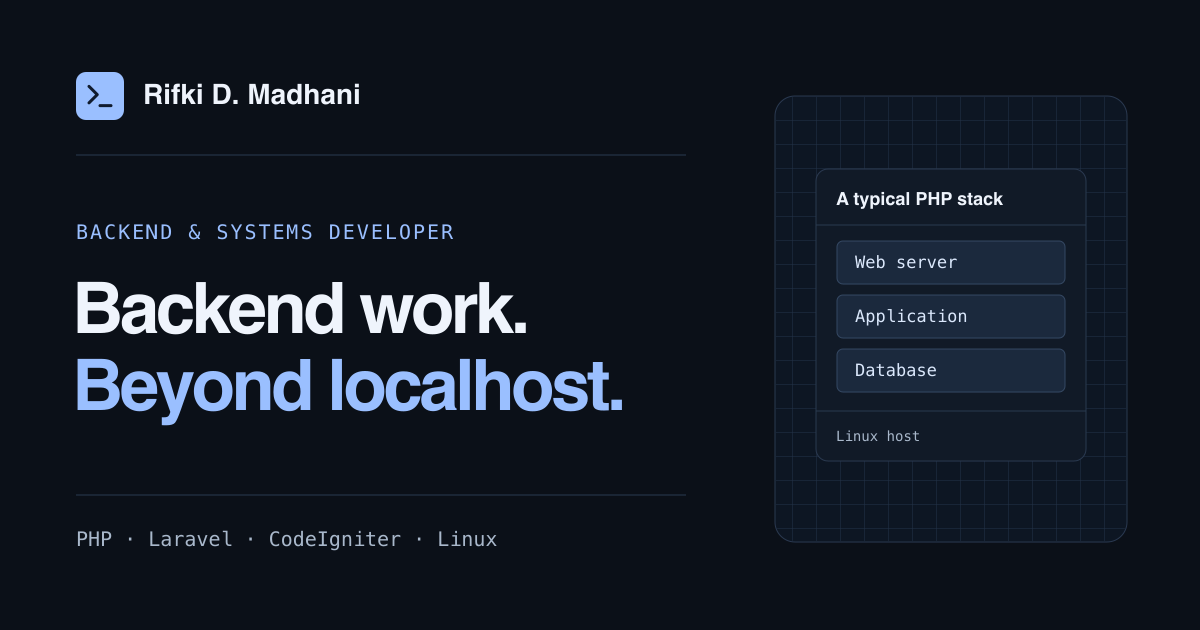 Rifki D. Madhani
BACKEND & SYSTEMS DEVELOPER
Backend work.
Beyond localhost.
PHP · Laravel · CodeIgniter · Linux
A typical PHP stack
Web server
Application
Database
Linux host